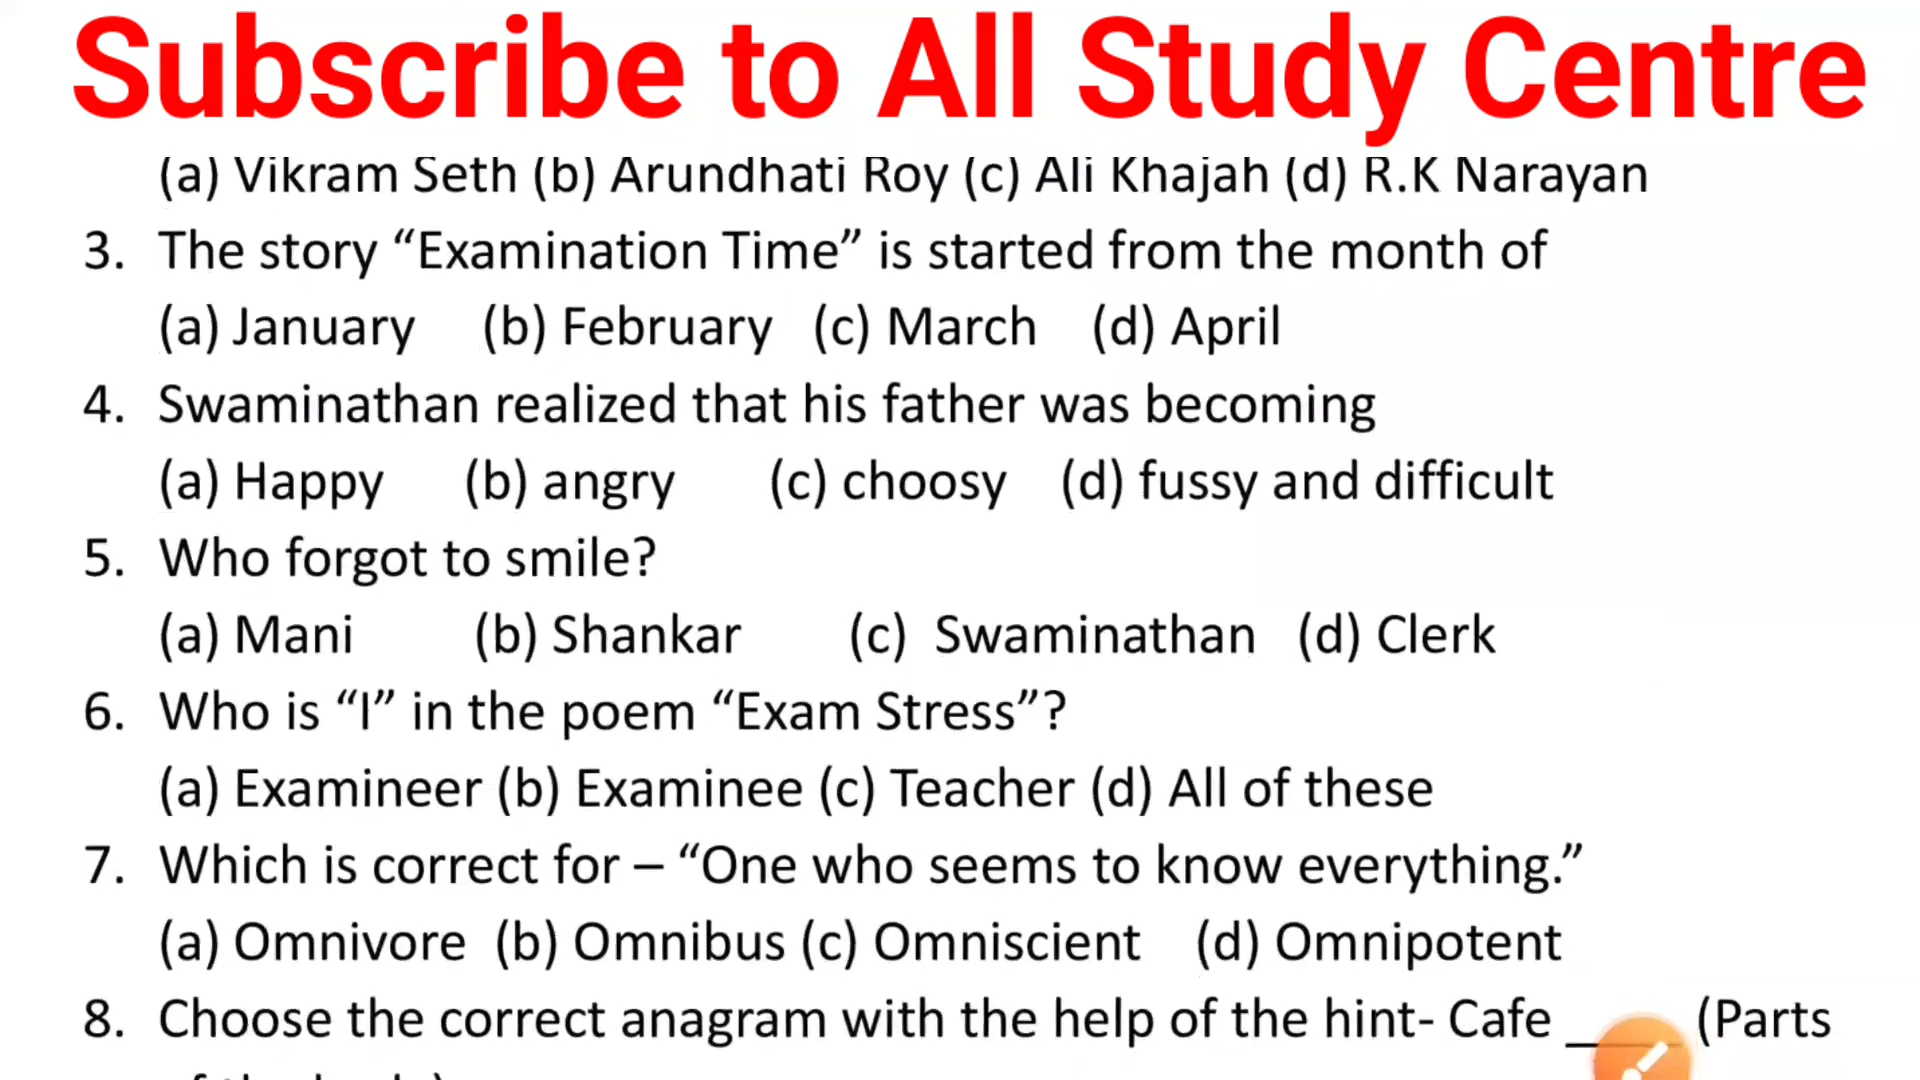 Subscribe to All Study Centre
(a) Vikram Seth (b) Arundhati Roy (c) Ali Khajah (d) R.K Narayan
3. The story “Examination Time” is started from the month of
(a) January (b) February (c) March (d) April
4. Swaminathan realized that his father was becoming
(a) Happy (b) angry (c) choosy (d) fussy and difficult
5. Who forgot to smile?
(a) Mani (b) Shankar (c) Swaminathan (d) Clerk
6. Who is “I” in the poem “Exam Stress”?
(a) Examineer (b) Examinee (c) Teacher (d) All of these
7. Which is correct for – “One who seems to know everything.”
(a) Omnivore (b) Omnibus (c) Omniscient (d) Omnipotent
8. Choose the correct anagram with the help of the hint- Cafe ____ (Parts